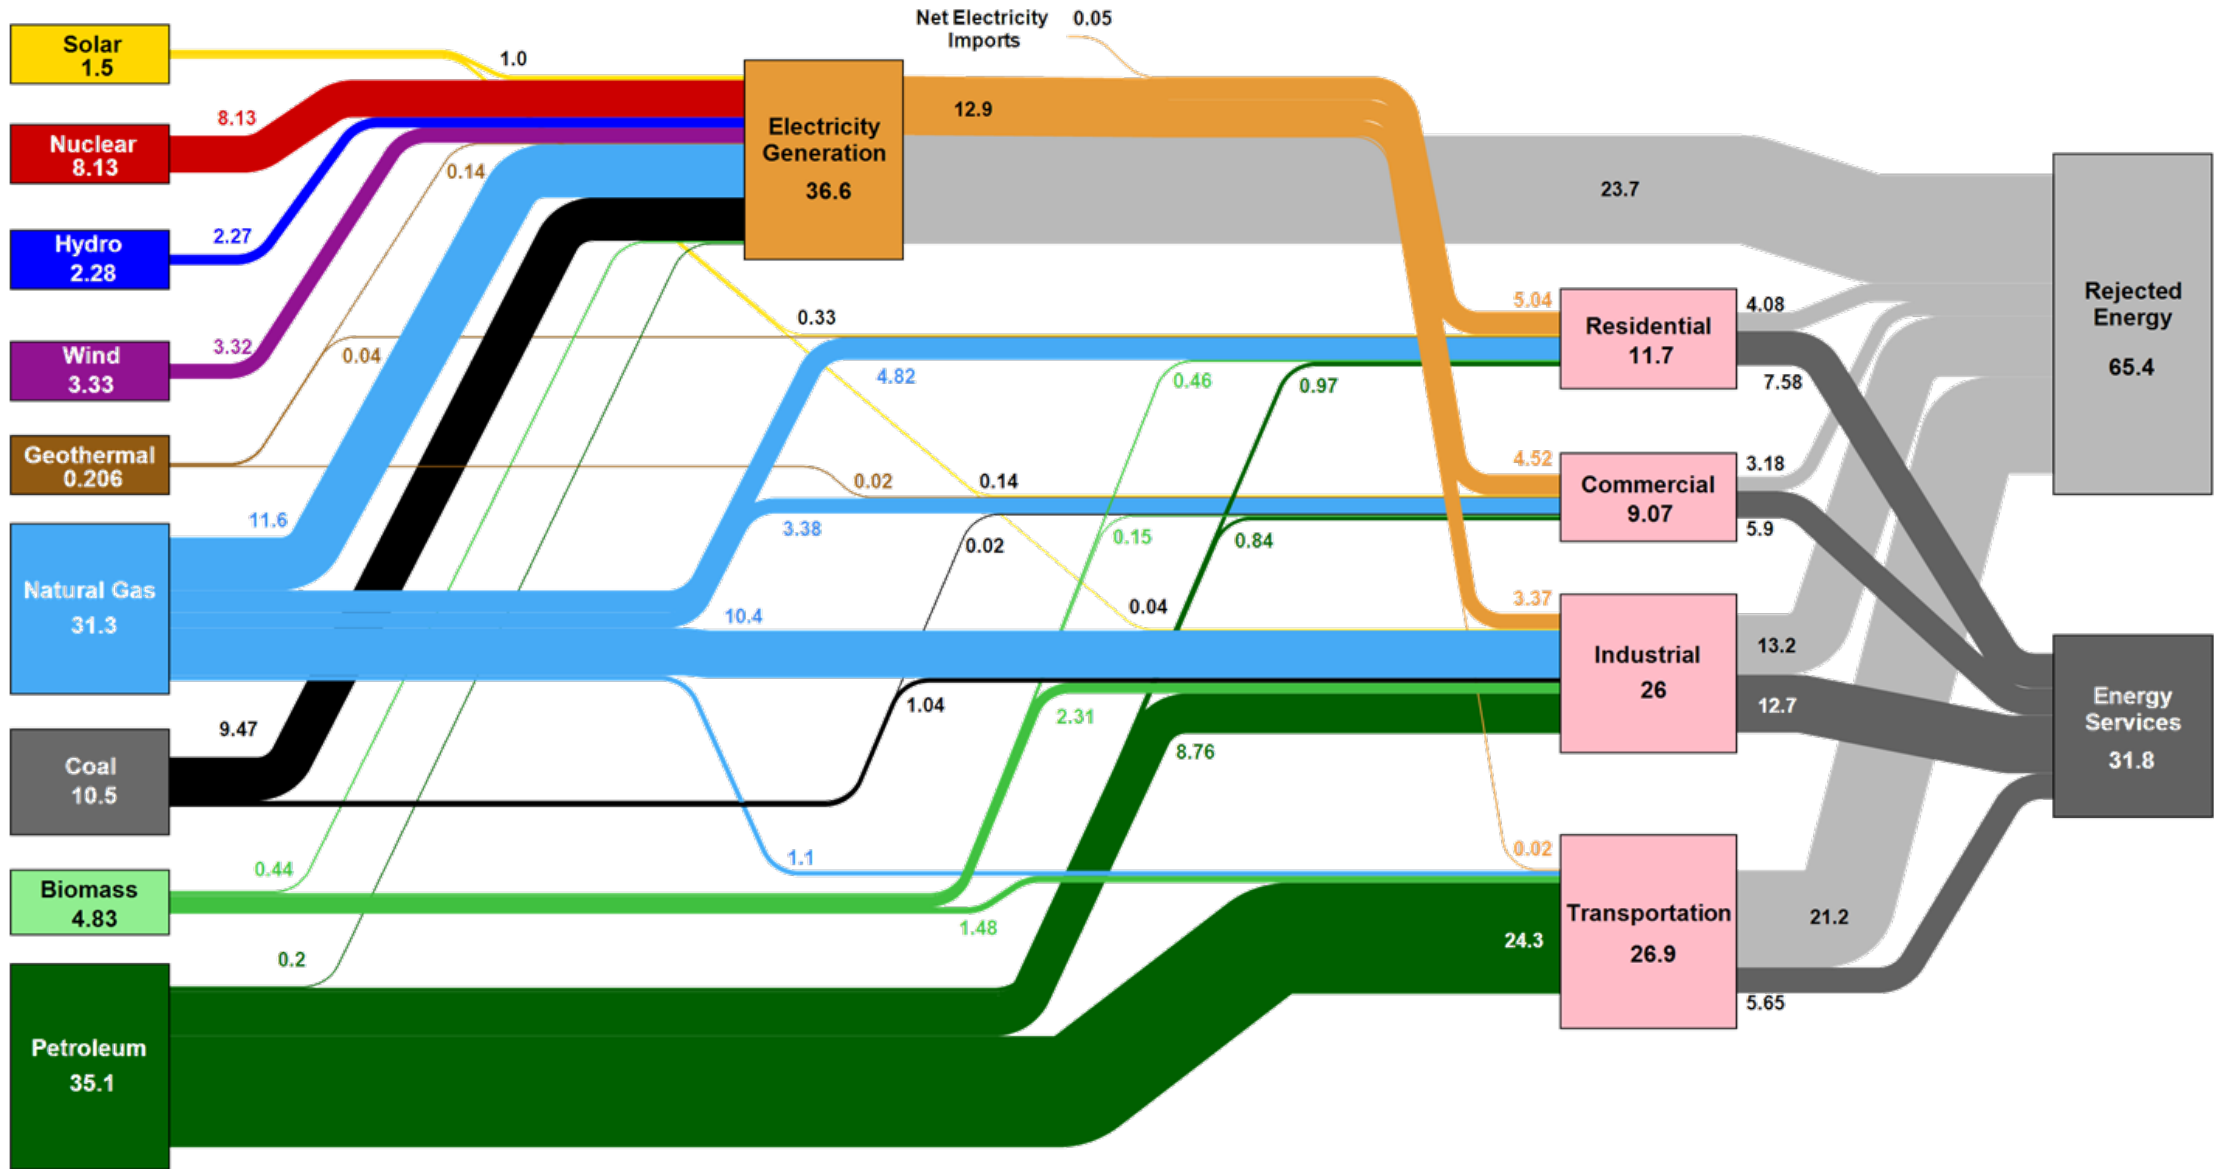 Solar
1.5
Nuclear
8.13
Hydro
2.28
Wind
3.33
Geothermal
0.206
Natural Gas
31.3
Coal
10.5
Biomass
4.83
Petroleum
35.1
8.13
2.27
3.32
0.04
11.6
9.47
0.44
0.2
1.0
0.14
Electricity
Generation
36.6
Net Electricity
Imports
0.05
12.9
23.7
0.33
4.82
0.46
0.97
0.02
0.14
3.38
0.02
0.15
0.84
0.04
10.4
1.04
2.31
8.76
1.1
1.48
24.3
5.04
4.52
3.37
0.02
Residential
11.7
Commercial
9.07
Industrial
26
Transportation
26.9
4.08
7.58
3.18
5.9
13.2
12.7
21.2
5.65
Rejected
Energy
65.4
Energy
Services
31.8